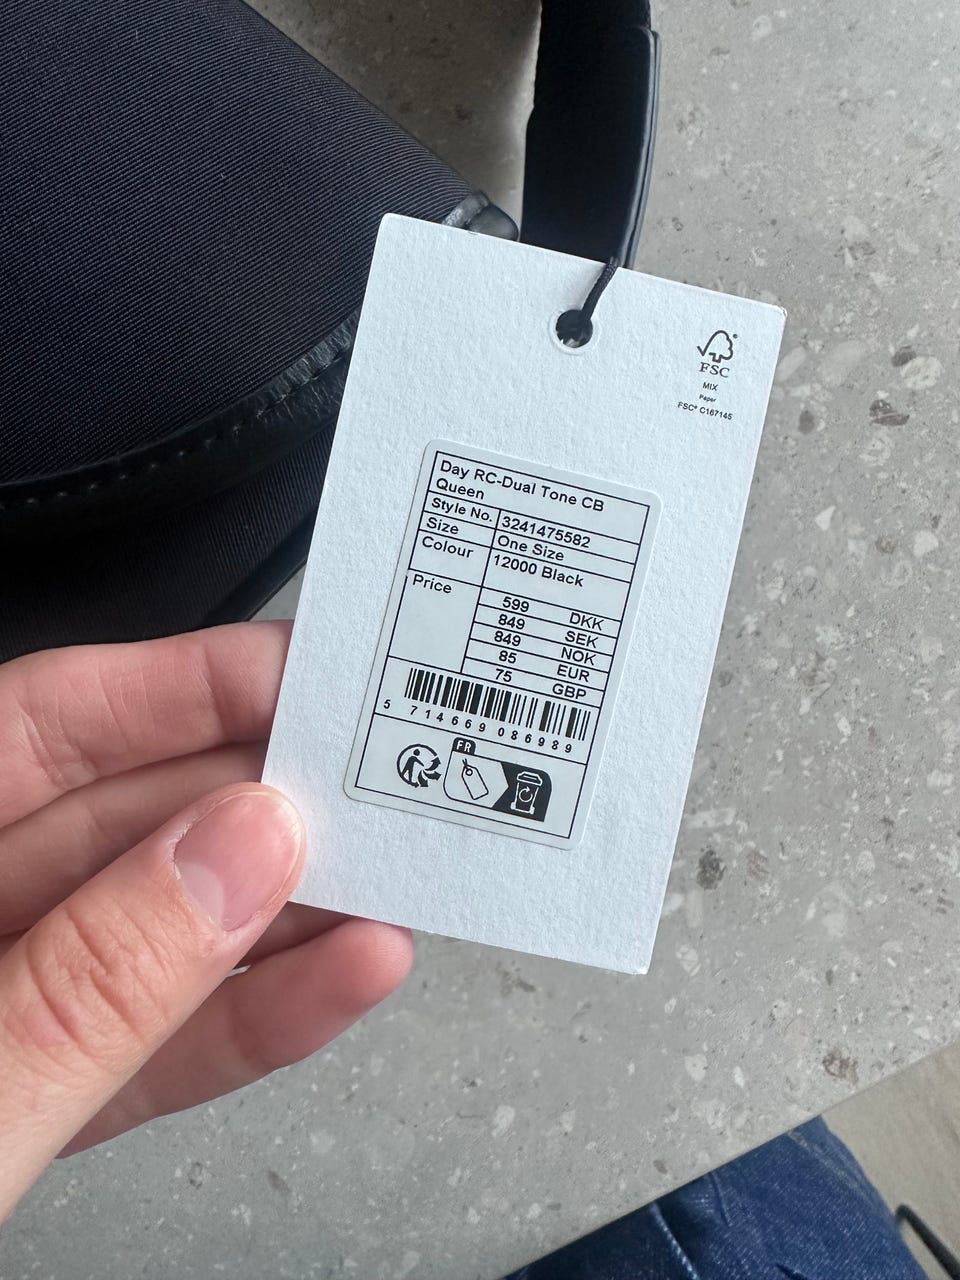 FSC®
MIX
Paper
FSC® C167145
Day RC-Dual Tone CB
Queen
Style No. 3241475582
Size One Size
Colour 12000 Black
Price
599 DKK
849 SEK
849 NOK
85 EUR
75 GBP
5 714669 086989
FR